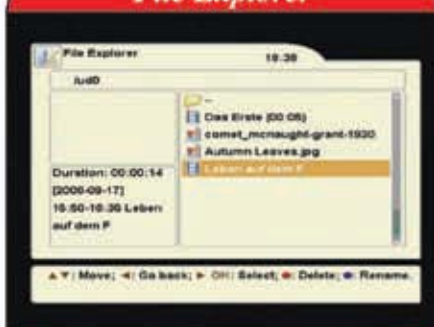 File Explorer
File Explorer 18:38
/ud0
..
Das Erste (00 06)
comet_mcnaught-grant-1930
Autumn Leaves.jpg
Leben auf dem F
Duration: 00:00:14
[2006-09-17]
16:50-18:36 Leben
auf dem F
▲▼: Move; ◄: Go back; ► OK: Select; ●: Delete; ●: Rename.